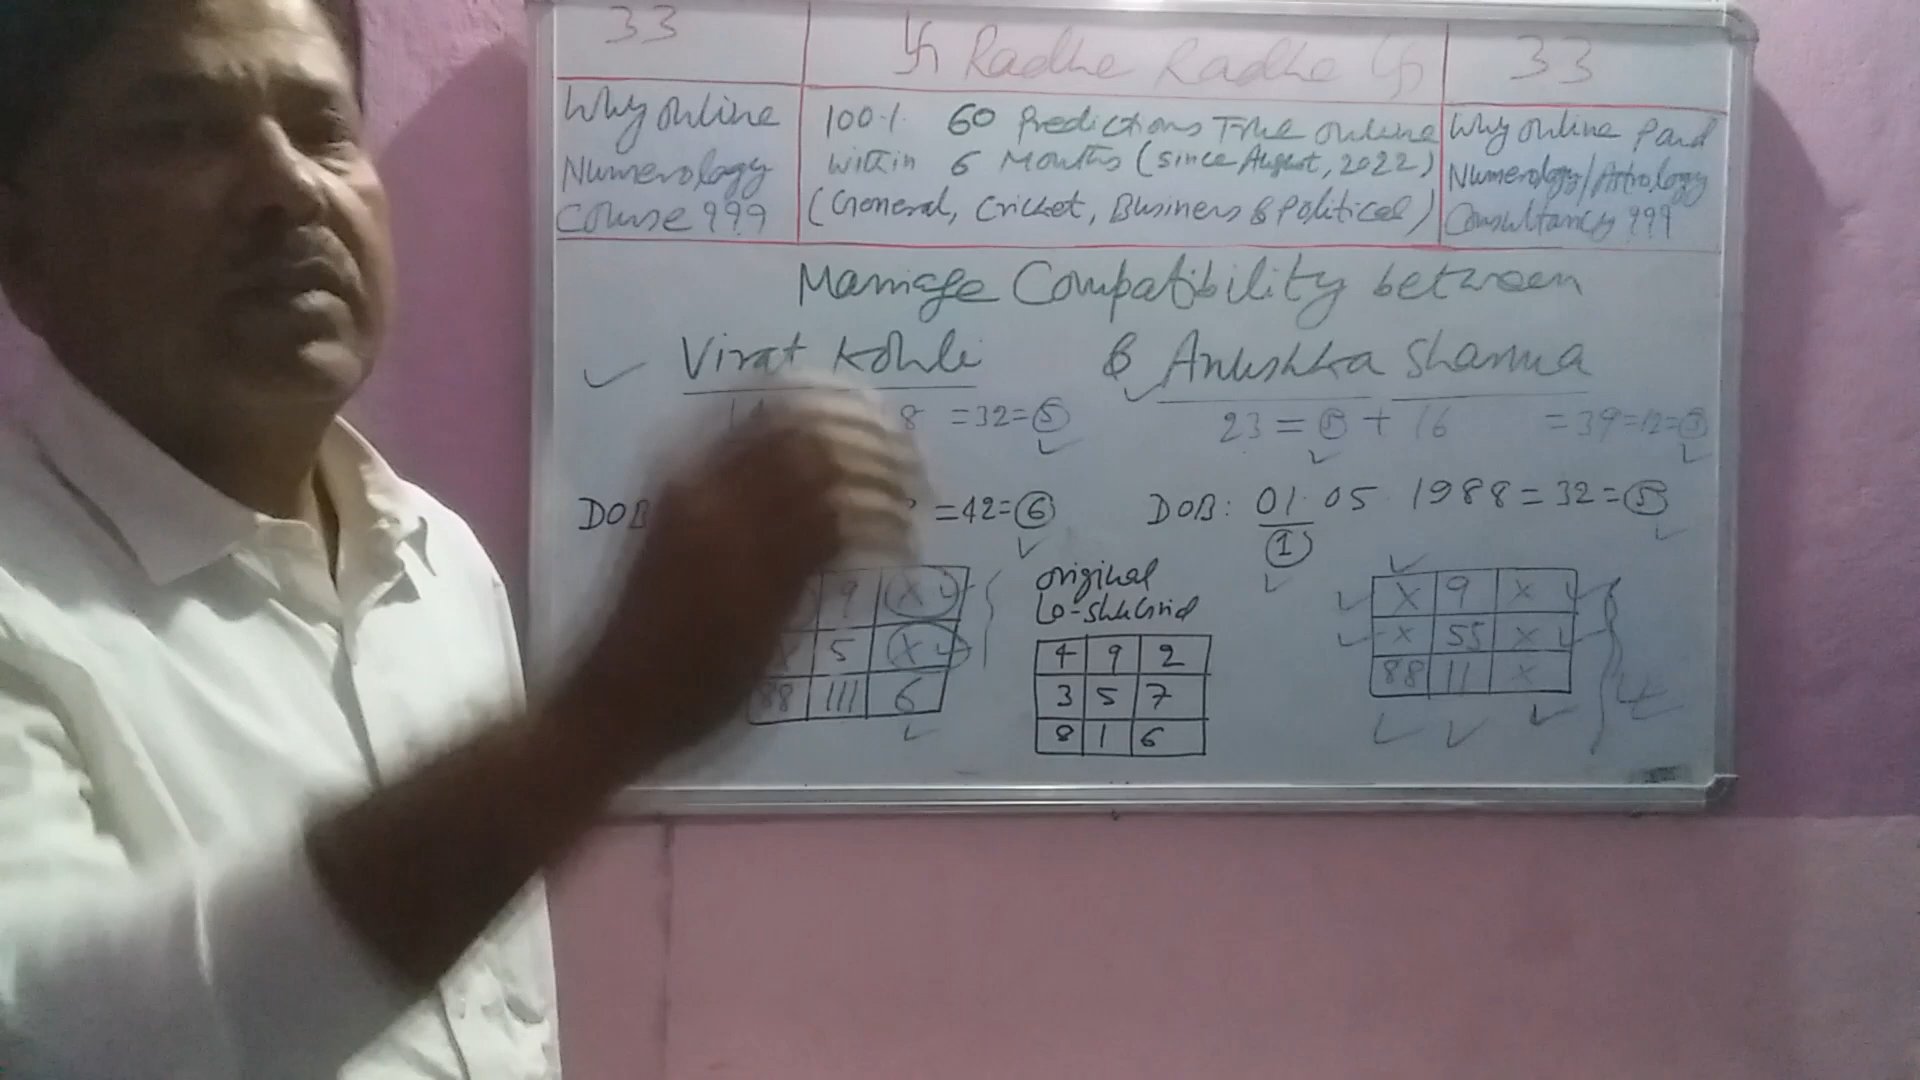 33
卐 Radhe Radhe 卐
33
Why online
Numerology
Course ???
100%. 60 Predictions True online
within 6 Months (since August, 2022)
(General, Cricket, Business & Political)
Why online Paid
Numerology/Astrology
Consultancy ???
Marriage Compatibility between
Virat Kohli & Anushka Sharma
8 =32=5
23 = 5 + 16 =39=12=3
DOB
=42=6
DOB: 01.05 1988 = 32 = 5
1
9 X
5 X
88 111 6
original
Lo-shu Grid
4 9 2
3 5 7
8 1 6
X 9 X
X 55 X
88 11 X